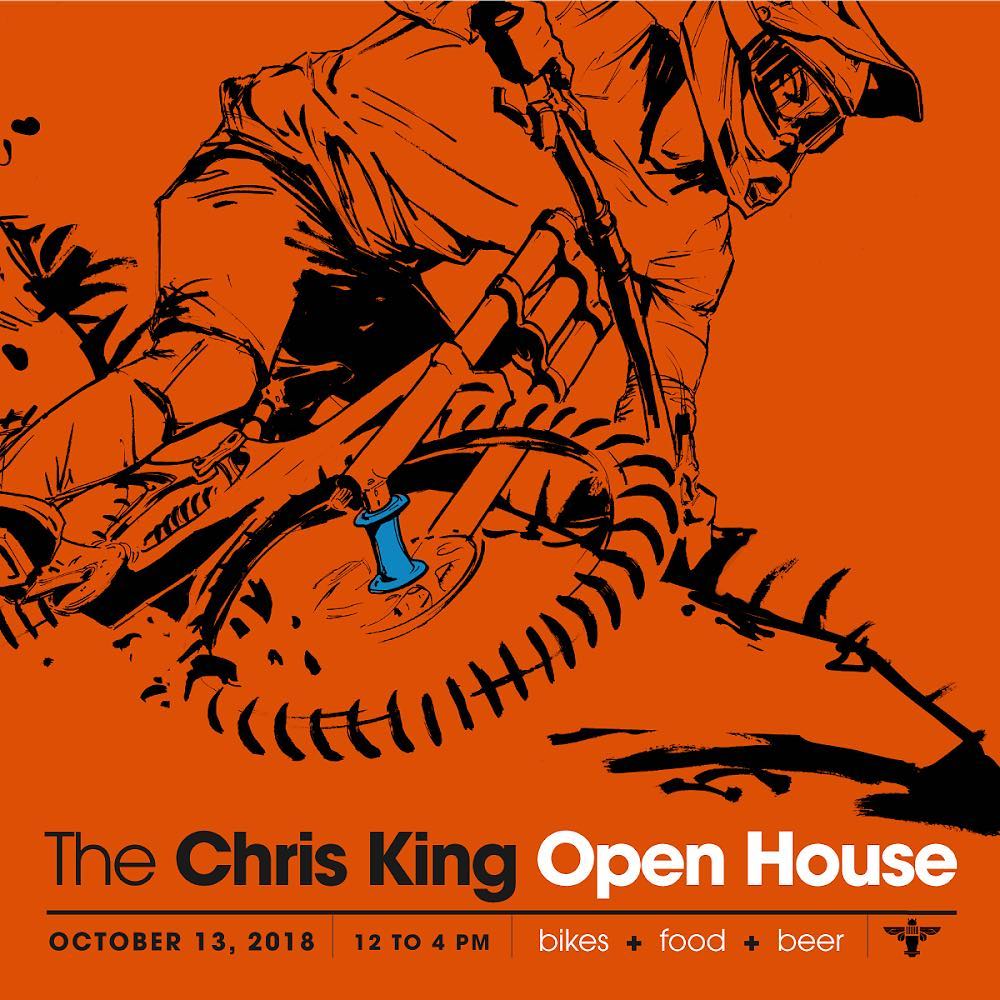 The Chris King Open House
OCTOBER 13, 2018 | 12 TO 4 PM | bikes + food + beer